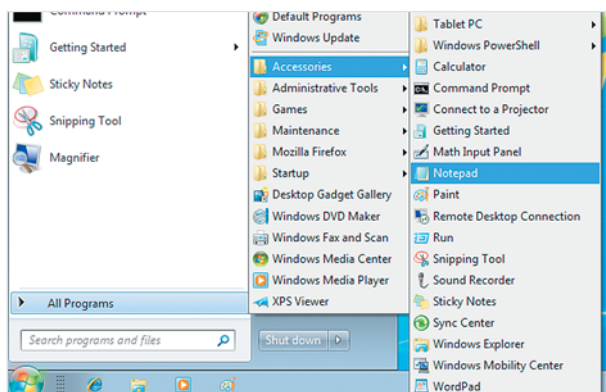 Command Prompt
Getting Started
Sticky Notes
Snipping Tool
Magnifier
All Programs
Search programs and files
Shut down
Default Programs
Windows Update
Accessories
Administrative Tools
Games
Maintenance
Mozilla Firefox
Startup
Desktop Gadget Gallery
Windows DVD Maker
Windows Fax and Scan
Windows Media Center
Windows Media Player
XPS Viewer
Tablet PC
Windows PowerShell
Calculator
Command Prompt
Connect to a Projector
Getting Started
Math Input Panel
Notepad
Paint
Remote Desktop Connection
Run
Snipping Tool
Sound Recorder
Sticky Notes
Sync Center
Windows Explorer
Windows Mobility Center
WordPad